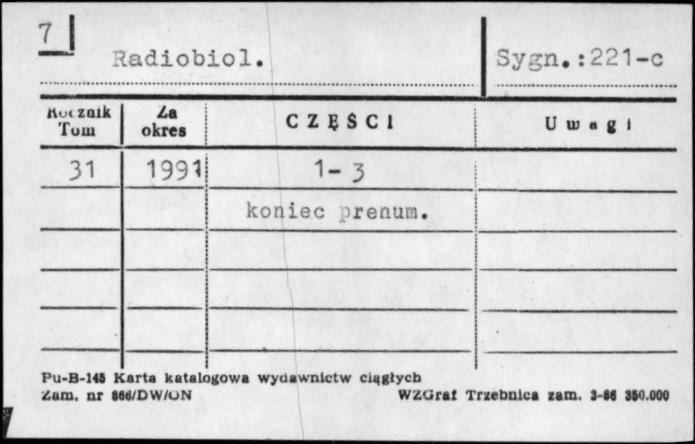 7
Radiobiol. Sygn.:221-c
Rocznik Tom Za okres CZĘŚCI Uwagi
31 1991 1-3
koniec prenum.
Pu-B-145 Karta katalogowa wydawnictw ciągłych
Zam. nr 866/DW/ON WZGraf Trzebnica zam. 3-86 350.000